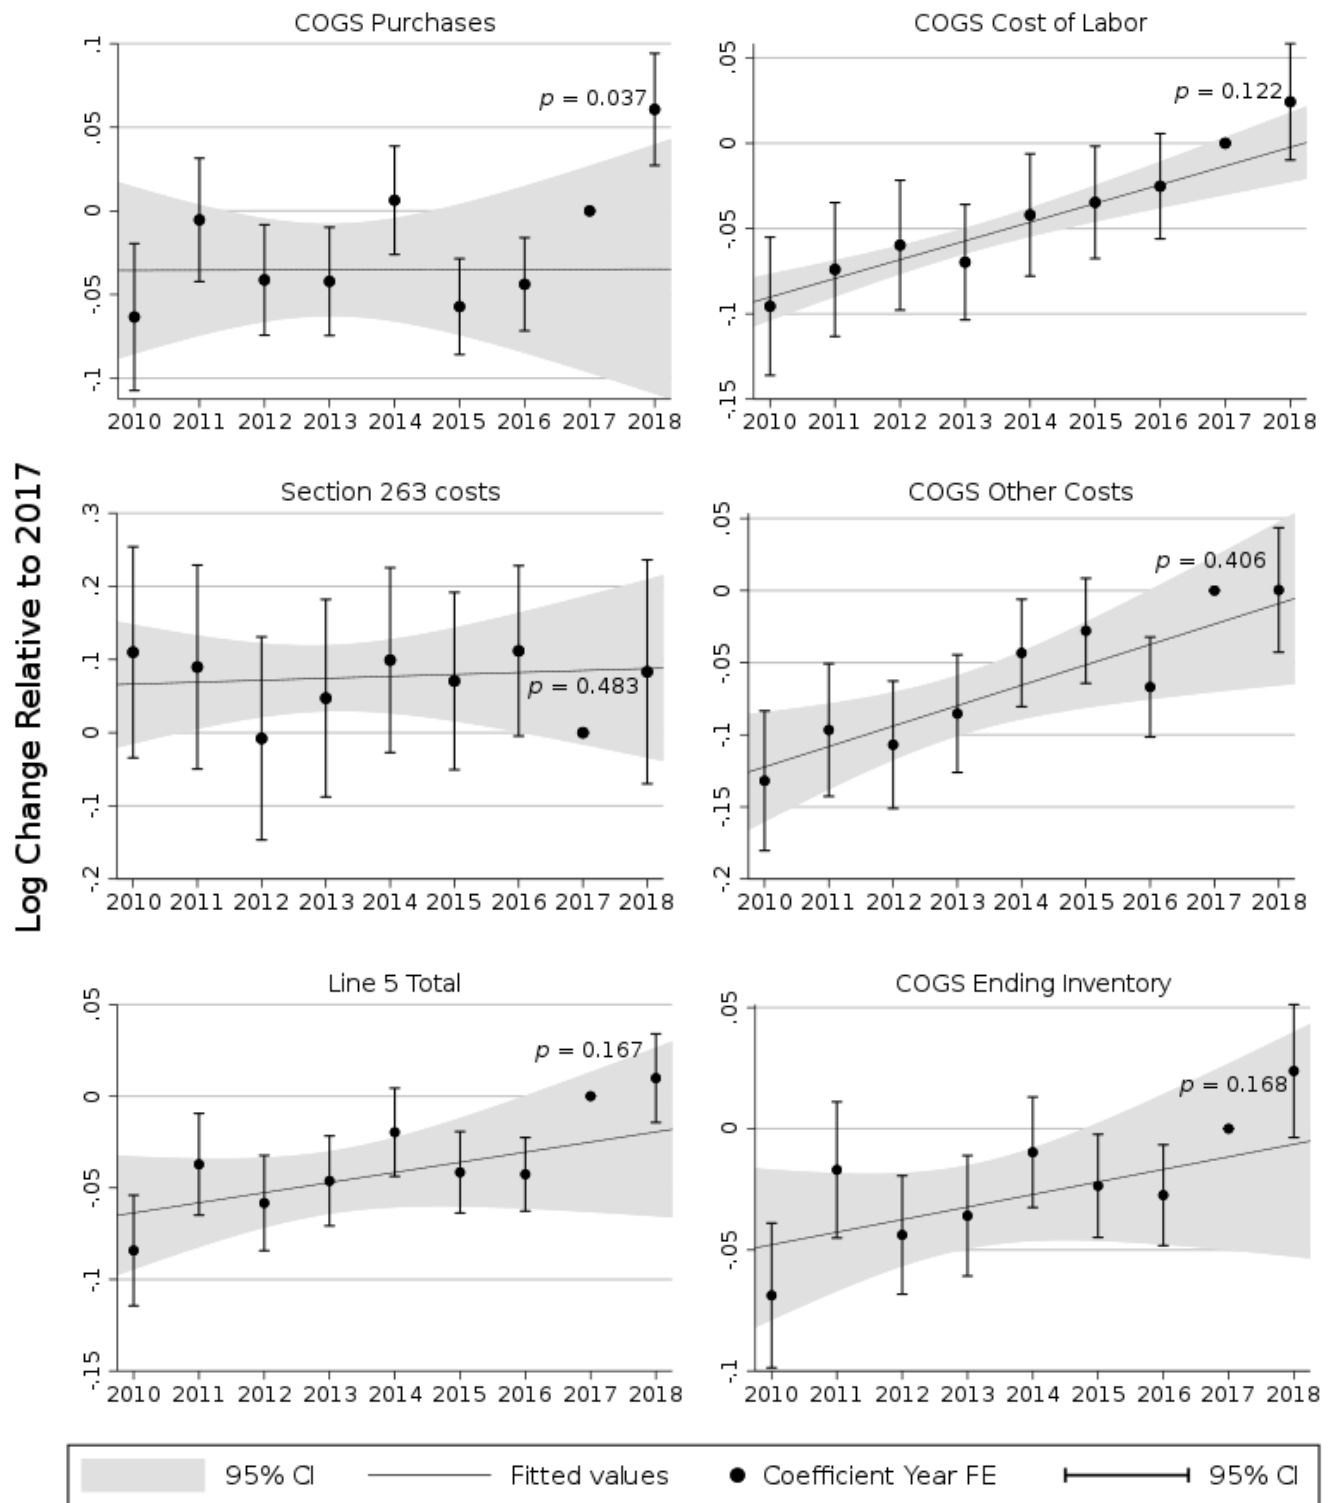 COGS Purchases
.1
.05
0
-.05
-.1
p = 0.037
2010 2011 2012 2013 2014 2015 2016 2017 2018
COGS Cost of Labor
.05
0
-.05
-.1
-.15
p = 0.122
2010 2011 2012 2013 2014 2015 2016 2017 2018
Log Change Relative to 2017
Section 263 costs
.3
.2
.1
0
-.1
-.2
p = 0.483
2010 2011 2012 2013 2014 2015 2016 2017 2018
COGS Other Costs
.05
0
-.05
-.1
-.15
-.2
p = 0.406
2010 2011 2012 2013 2014 2015 2016 2017 2018
Line 5 Total
.05
0
-.05
-.1
-.15
p = 0.167
2010 2011 2012 2013 2014 2015 2016 2017 2018
COGS Ending Inventory
.05
0
-.05
-.1
p = 0.168
2010 2011 2012 2013 2014 2015 2016 2017 2018
95% CI Fitted values Coefficient Year FE 95% CI